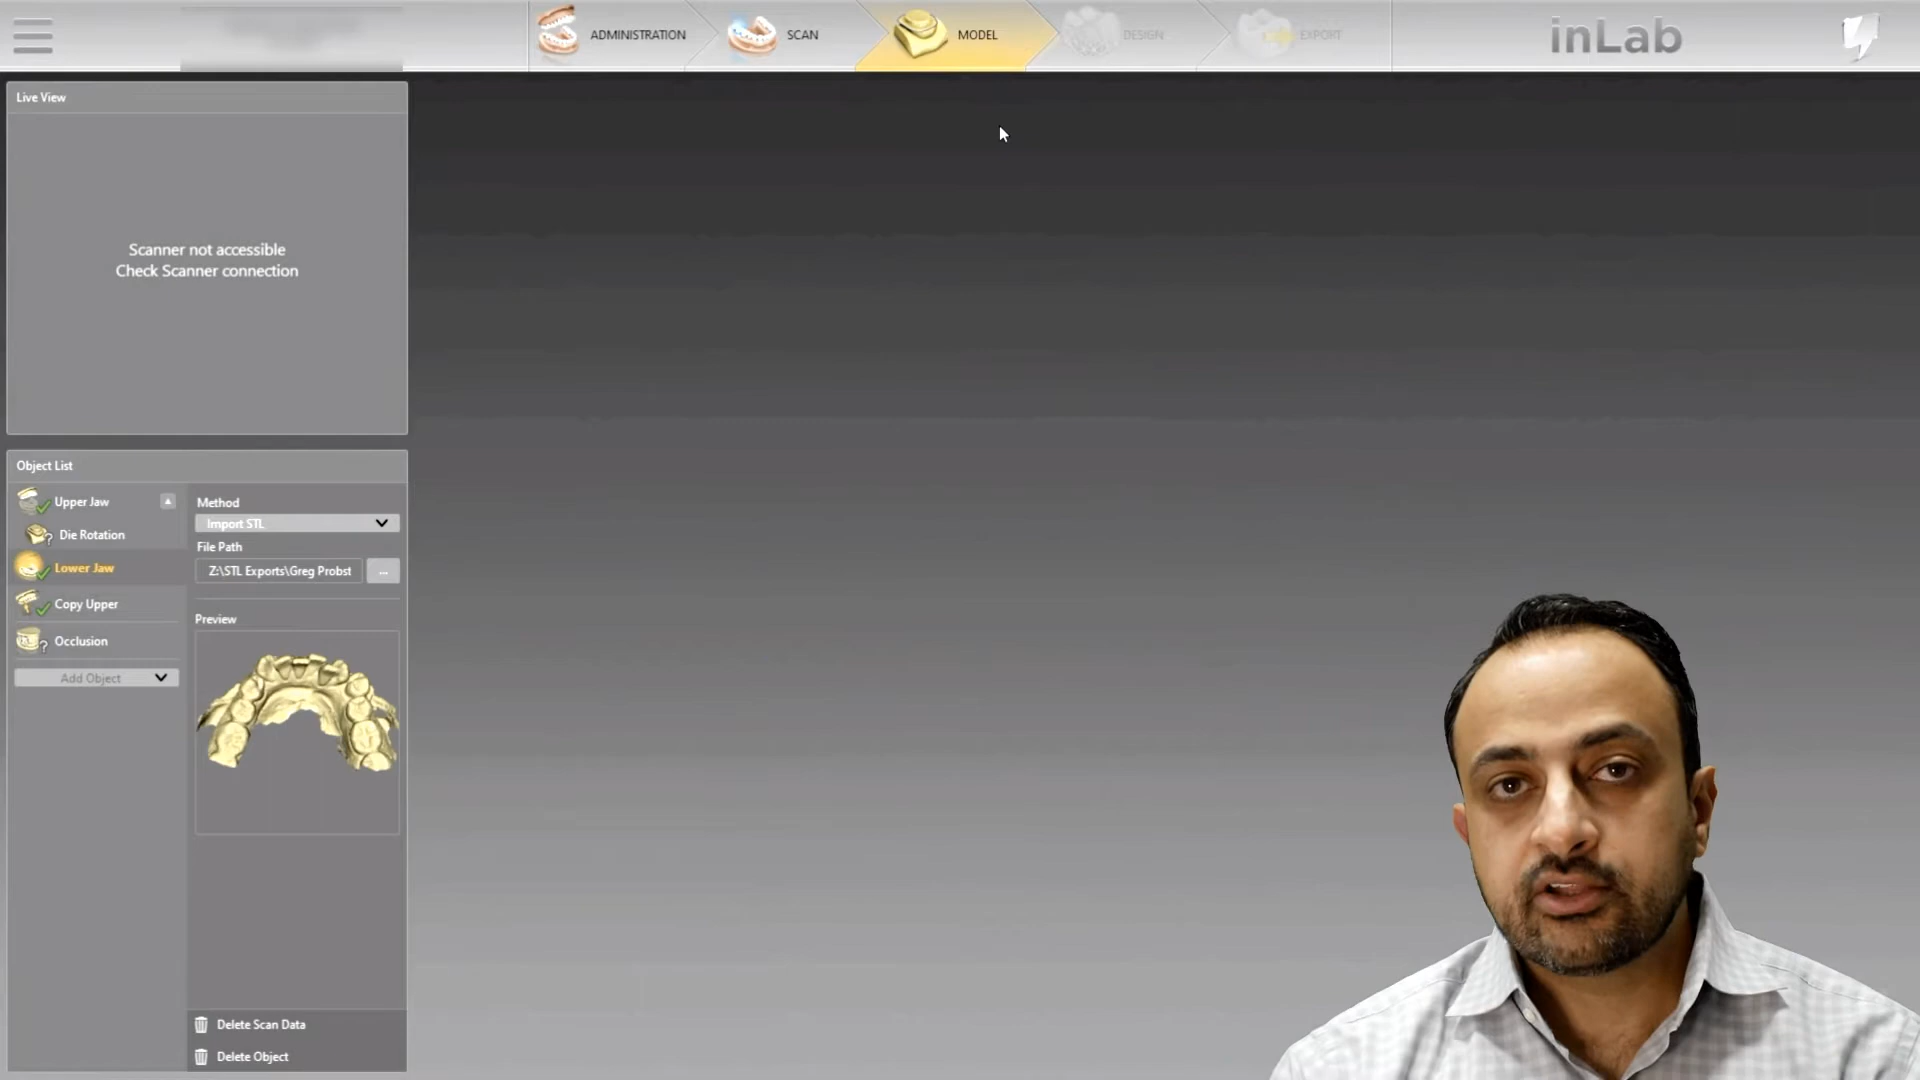 ADMINISTRATION
SCAN
MODEL
DESIGN
EXPORT
inLab
Live View
Scanner not accessible
Check Scanner connection
Object List
Upper Jaw
Die Rotation
Lower Jaw
Copy Upper
Occlusion
Add Object
Method
Import STL
File Path
Z:\STL Exports\Greg Probst
...
Preview
Delete Scan Data
Delete Object